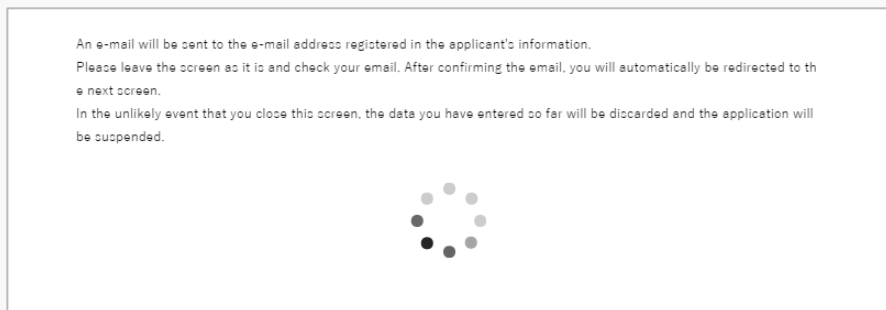 An e-mail will be sent to the e-mail address registered in the applicant's information.
Please leave the screen as it is and check your email. After confirming the email, you will automatically be redirected to th
e next screen.
In the unlikely event that you close this screen, the data you have entered so far will be discarded and the application will
be suspended.